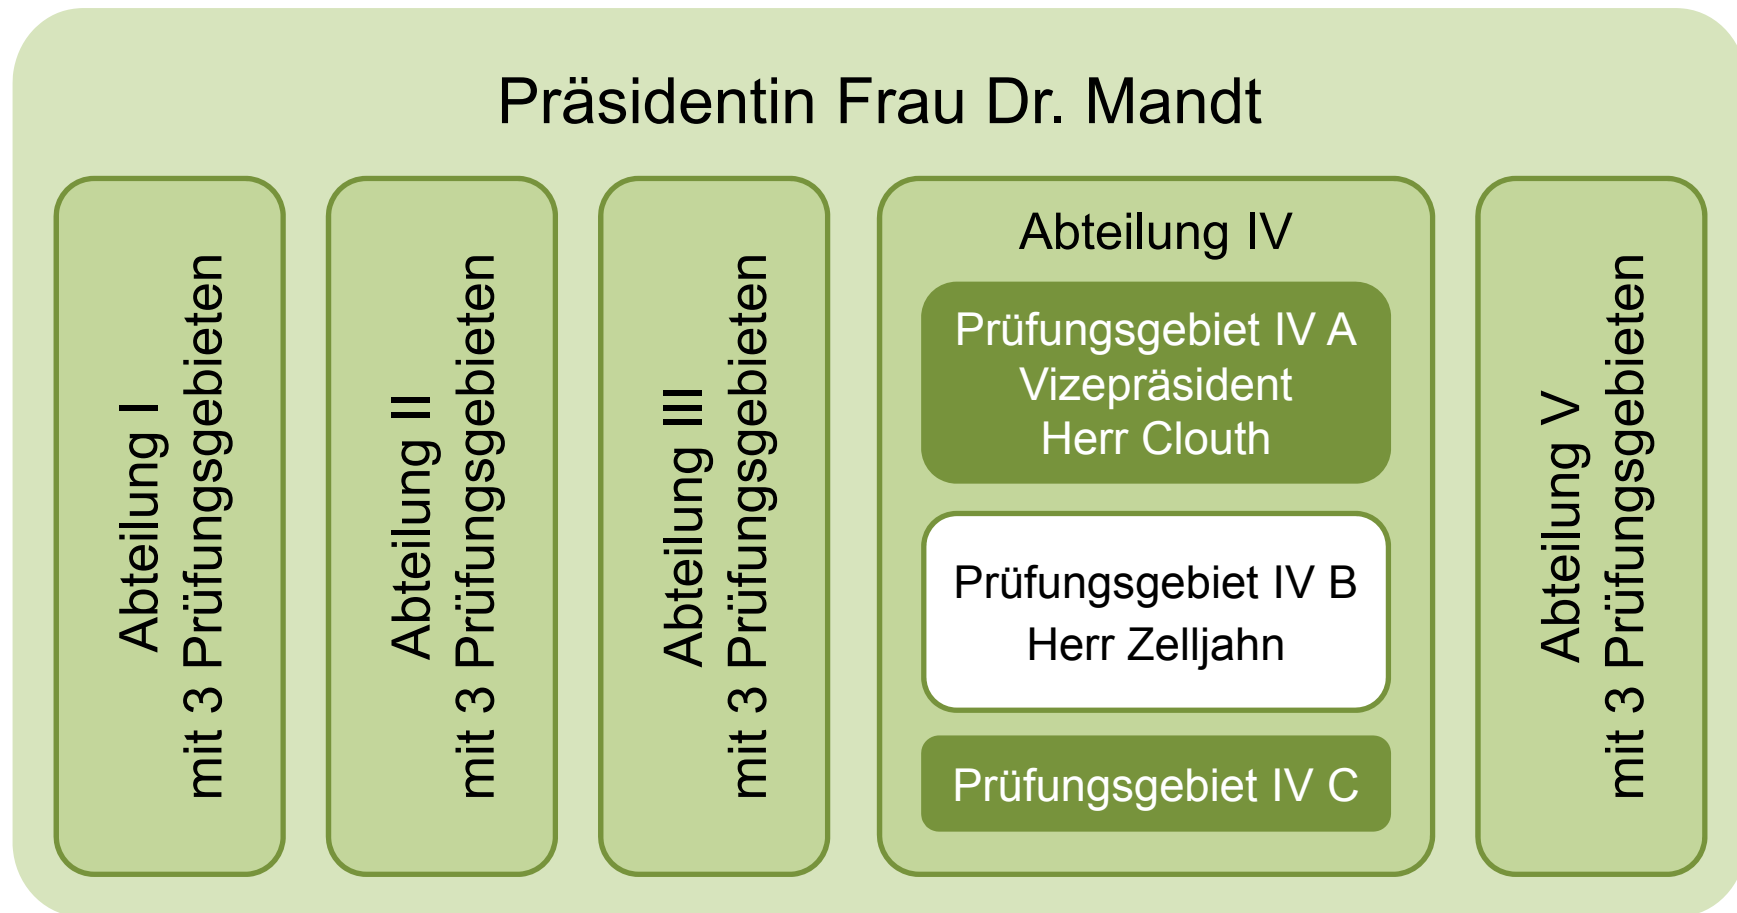 Präsidentin Frau Dr. Mandt
Abteilung I
mit 3 Prüfungsgebieten
Abteilung II
mit 3 Prüfungsgebieten
Abteilung III
mit 3 Prüfungsgebieten
Abteilung IV
Prüfungsgebiet IV A
Vizepräsident
Herr Clouth
Prüfungsgebiet IV B
Herr Zelljahn
Prüfungsgebiet IV C
Abteilung V
mit 3 Prüfungsgebieten